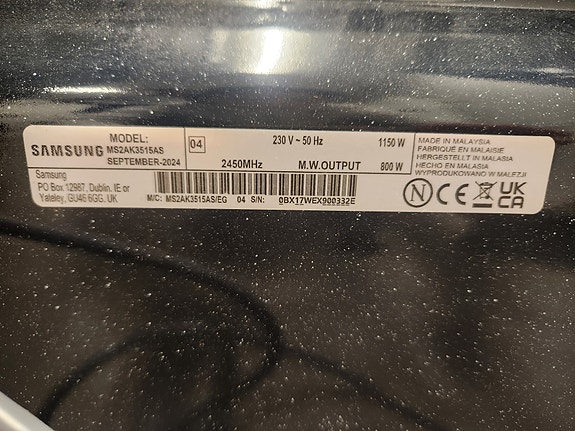 SAMSUNG
MODEL:
MS2AK3515AS
SEPTEMBER-2024
04
230 V ~ 50 Hz 1150 W
2450MHz M.W.OUTPUT 800 W
Samsung
PO Box 12987, Dublin. IE or
Yateley, GU46 6GG. UK
M/C: MS2AK3515AS/EG 04 S/N: 0BX17WEX900332E
MADE IN MALAYSIA
FABRIQUÉ EN MALAISIE
HERGESTELLT IN MALASIA
HECHO EN MALASIA
WYPRODUKOWANO W MALEZJI
N CE UK
CA